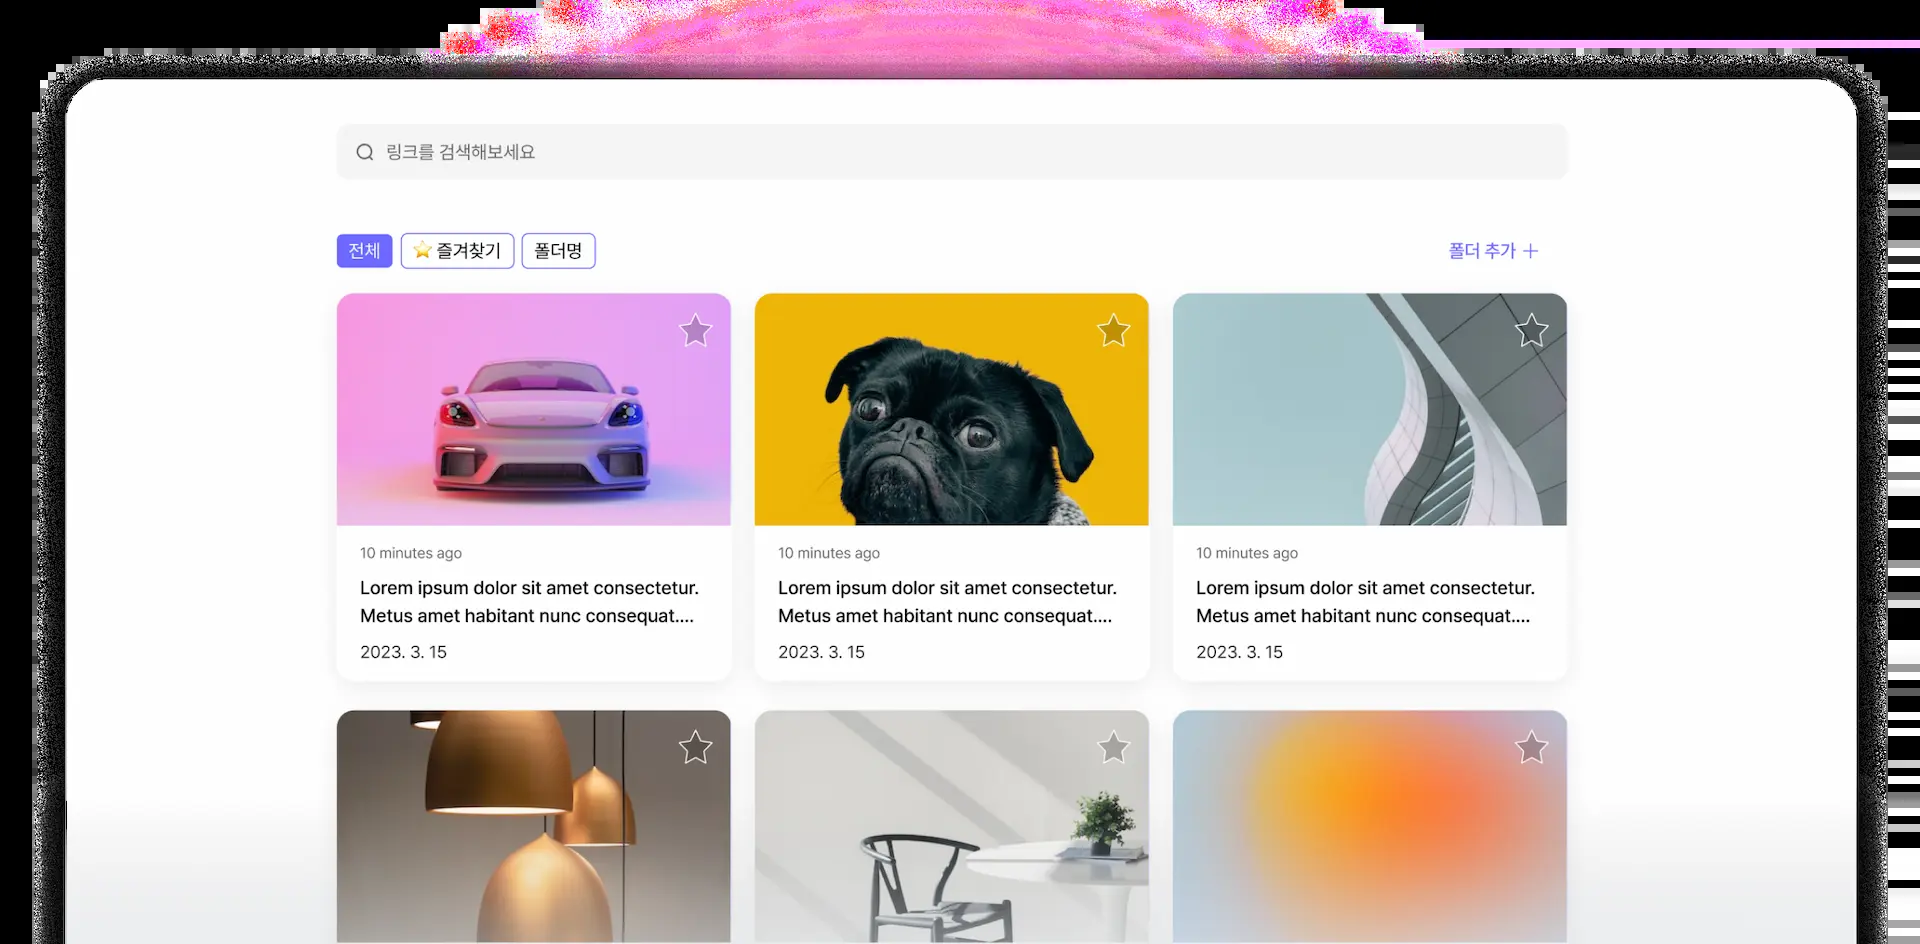 링크를 검색해보세요
전체 ⭐ 즐겨찾기 폴더명 폴더 추가 +
10 minutes ago
Lorem ipsum dolor sit amet consectetur.
Metus amet habitant nunc consequat....
2023. 3. 15
10 minutes ago
Lorem ipsum dolor sit amet consectetur.
Metus amet habitant nunc consequat....
2023. 3. 15
10 minutes ago
Lorem ipsum dolor sit amet consectetur.
Metus amet habitant nunc consequat....
2023. 3. 15